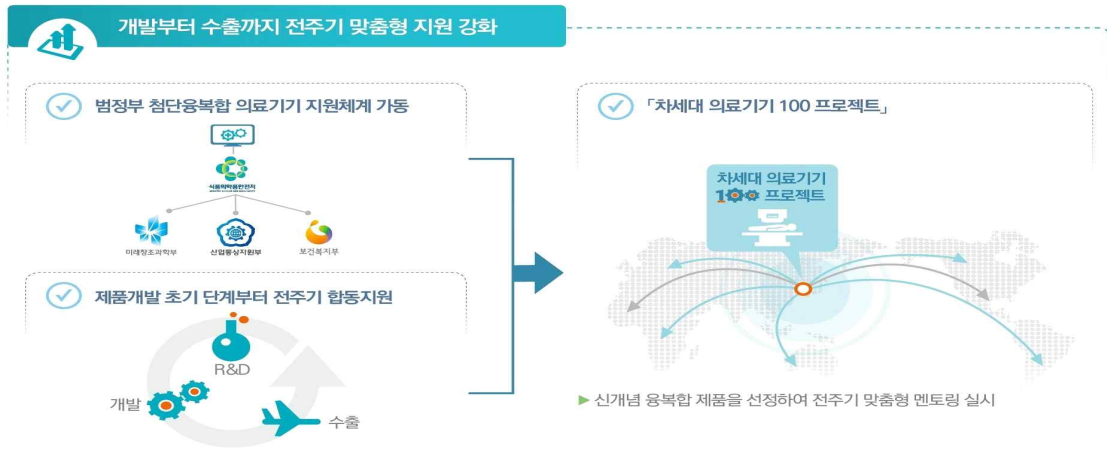 개발부터 수출까지 전주기 맞춤형 지원 강화
범정부 첨단융복합 의료기기 지원체계 가동
식품의약품안전처
미래창조과학부
산업통상자원부
보건복지부
제품개발 초기 단계부터 전주기 합동지원
R&D
개발
수출
「차세대 의료기기 100 프로젝트」
차세대 의료기기
100 프로젝트
▶신개념 융복합 제품을 선정하여 전주기 맞춤형 멘토링 실시